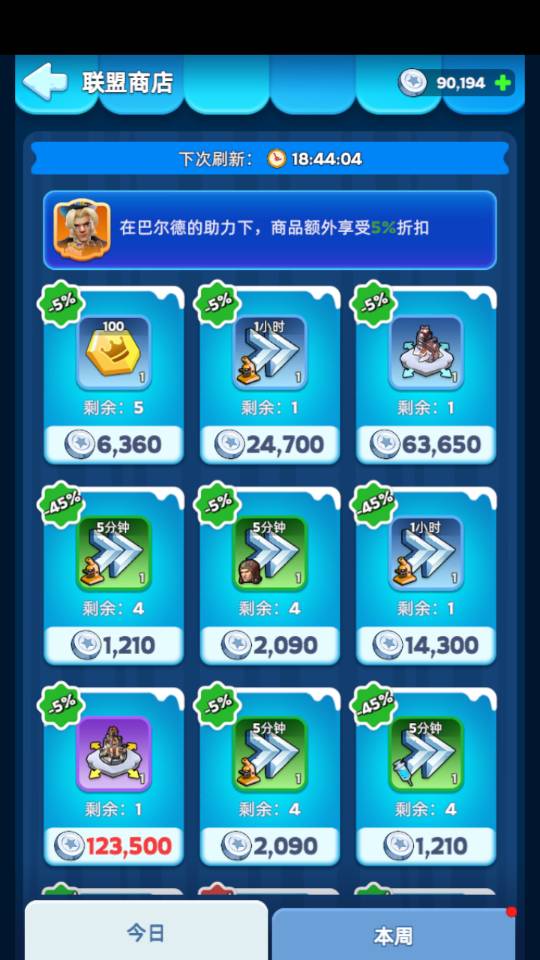 联盟商店
90,194
下次刷新： 18:44:04
在巴尔德的助力下，商品额外享受5%折扣
-5%
100
1
剩余：5
6,360
-5%
1小时
1
剩余：1
24,700
-5%
1
剩余：1
63,650
-45%
5分钟
1
剩余：4
1,210
-5%
5分钟
1
剩余：4
2,090
-45%
1小时
1
剩余：1
14,300
-5%
1
剩余：1
123,500
-5%
5分钟
1
剩余：4
2,090
-45%
5分钟
1
剩余：4
1,210
今日
本周